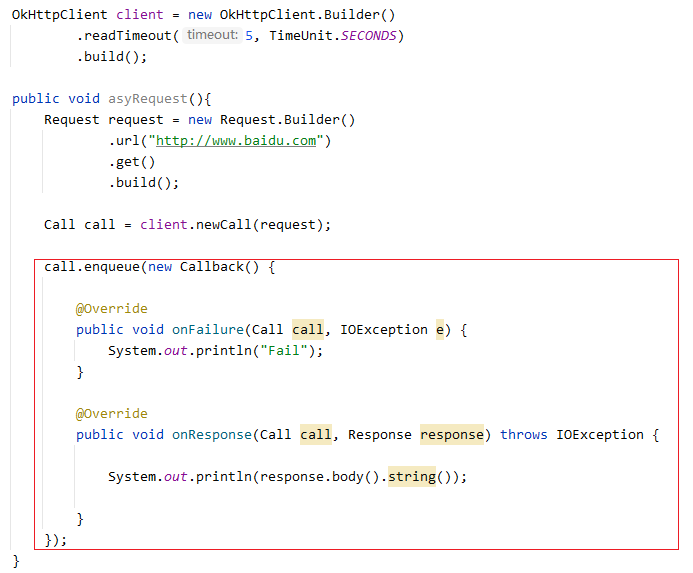 OkHttpClient client = new OkHttpClient.Builder()
        .readTimeout( timeout: 5, TimeUnit.SECONDS)
        .build();

public void asyRequest(){
    Request request = new Request.Builder()
            .url("http://www.baidu.com")
            .get()
            .build();

    Call call = client.newCall(request);

    call.enqueue(new Callback() {

        @Override
        public void onFailure(Call call, IOException e) {
            System.out.println("Fail");
        }

        @Override
        public void onResponse(Call call, Response response) throws IOException {

            System.out.println(response.body().string());

        }
    });
}